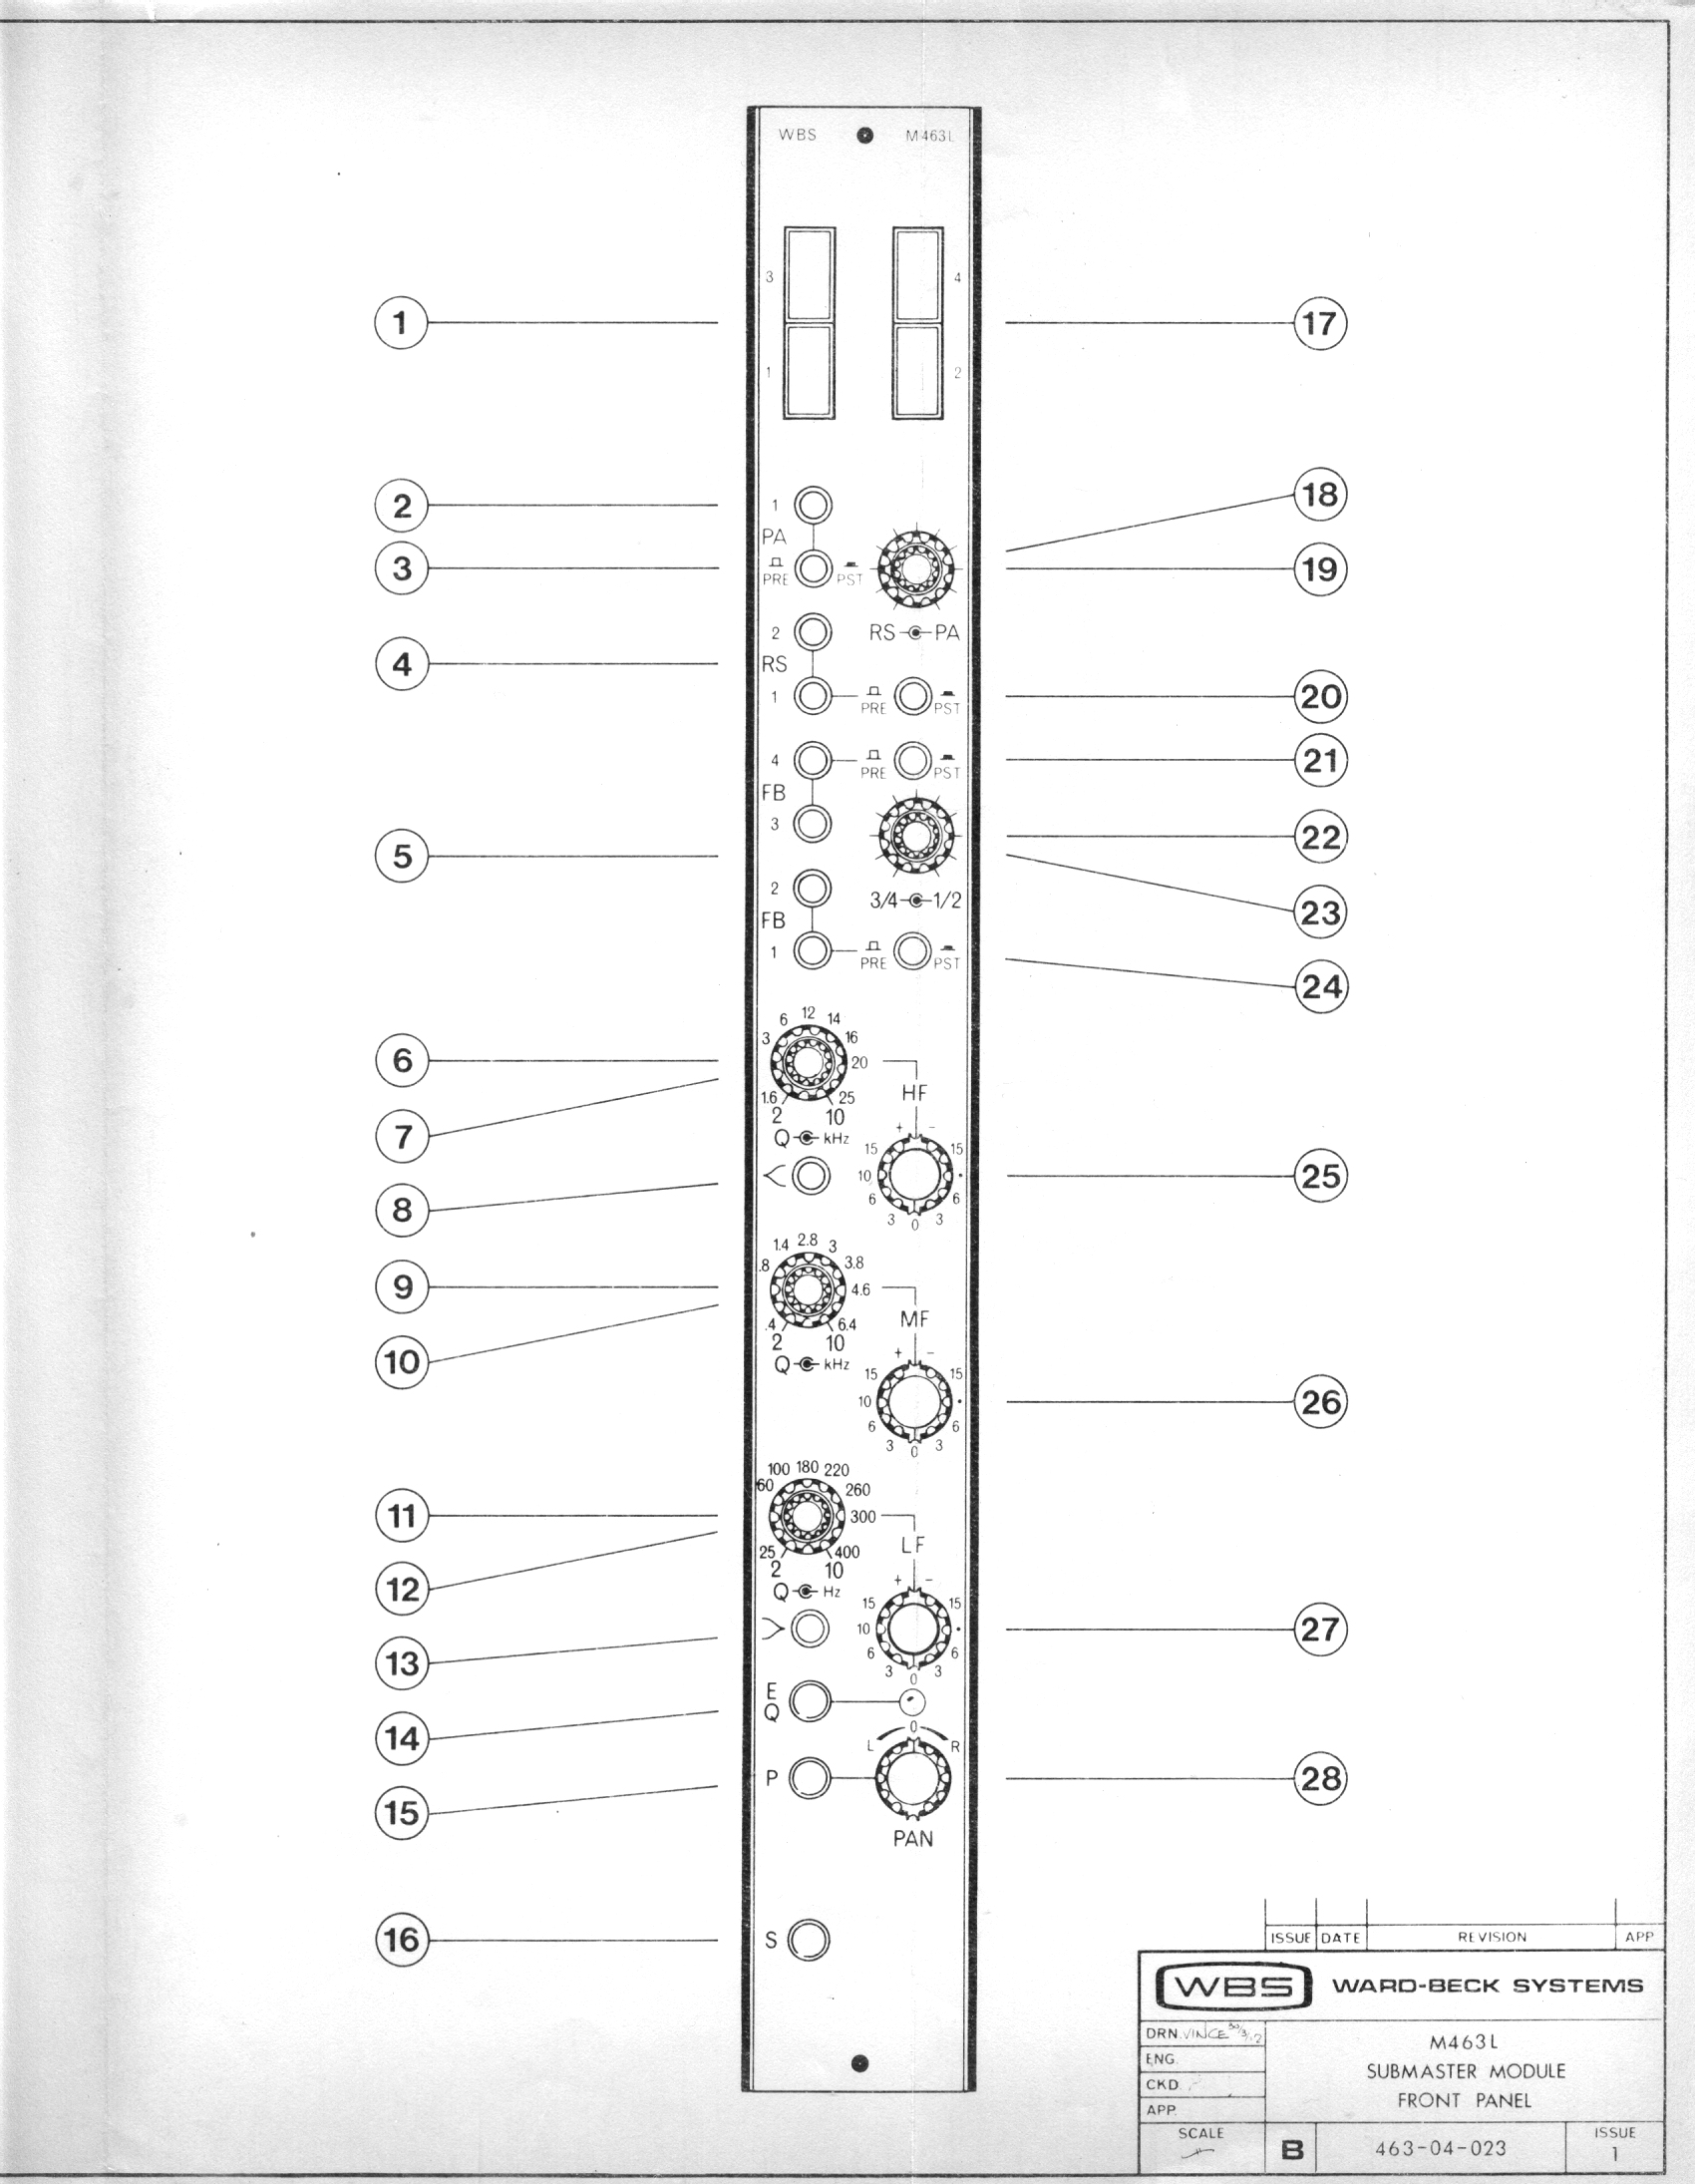 WBS M463L
3 4
1 17
1 2
2 1 18
PA
3 PRE PST 19
2 RS PA
4 RS
1 PRE PST 20
4 PRE PST 21
FB
3 22
5
2 3/4 1/2 23
FB
1 PRE PST 24
3 6 12 14 16 20 25 1.6
6
HF
2 10
7 Q kHz
+ -
15 10 6 3 0 3 6 15
25
8
.8 1.4 2.8 3 3.8 4.6 6.4 .4
9
MF
2 10
10 Q kHz
+ -
15 10 6 3 0 3 6 15
26
60 100 180 220 260 300 400 25
11
LF
2 10
12 Q Hz
+ -
15 10 6 3 0 3 6 15
27
13
E
Q
14
L 0 R
15 P 28
PAN
16 S
ISSUE DATE REVISION APP
WBS WARD-BECK SYSTEMS
DRN. VINCE
ENG.
CKD.
APP.
M463L
SUBMASTER MODULE
FRONT PANEL
SCALE
B 463-04-023
ISSUE
1